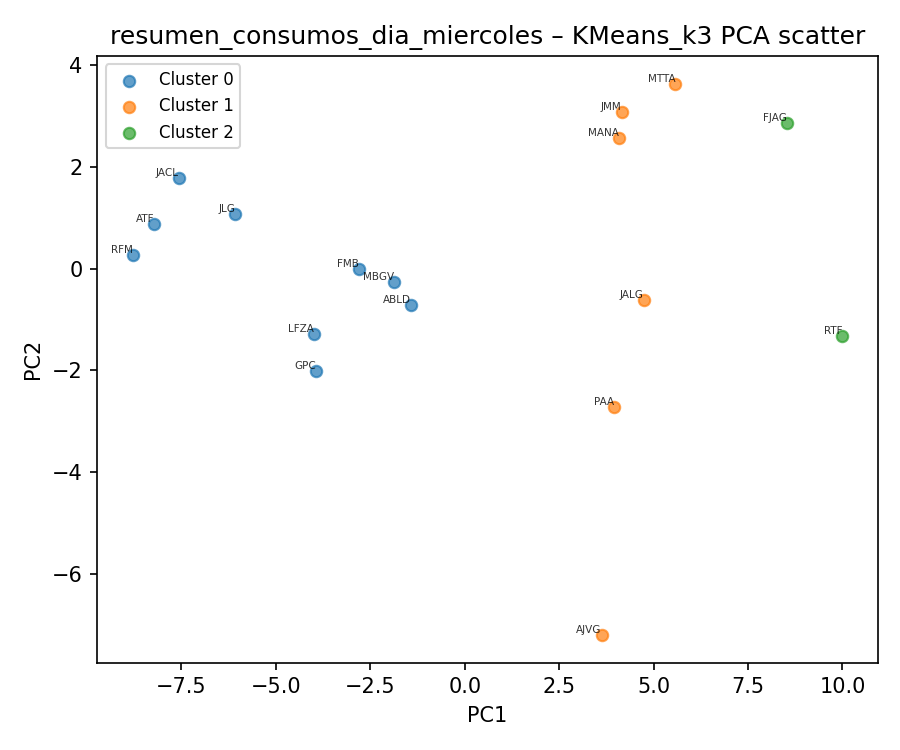 resumen_consumos_dia_miercoles – KMeans_k3 PCA scatter
Cluster 0
Cluster 1
Cluster 2
MTTA
JMM
FJAG
MANA
JACL
JLG
ATF
RFM
FMB
MBGV
ABLD
JALG
LFZA
RTF
GPC
PAA
AJVG
4
2
0
−2
−4
−6
PC2
−7.5
−5.0
−2.5
0.0
2.5
5.0
7.5
10.0
PC1